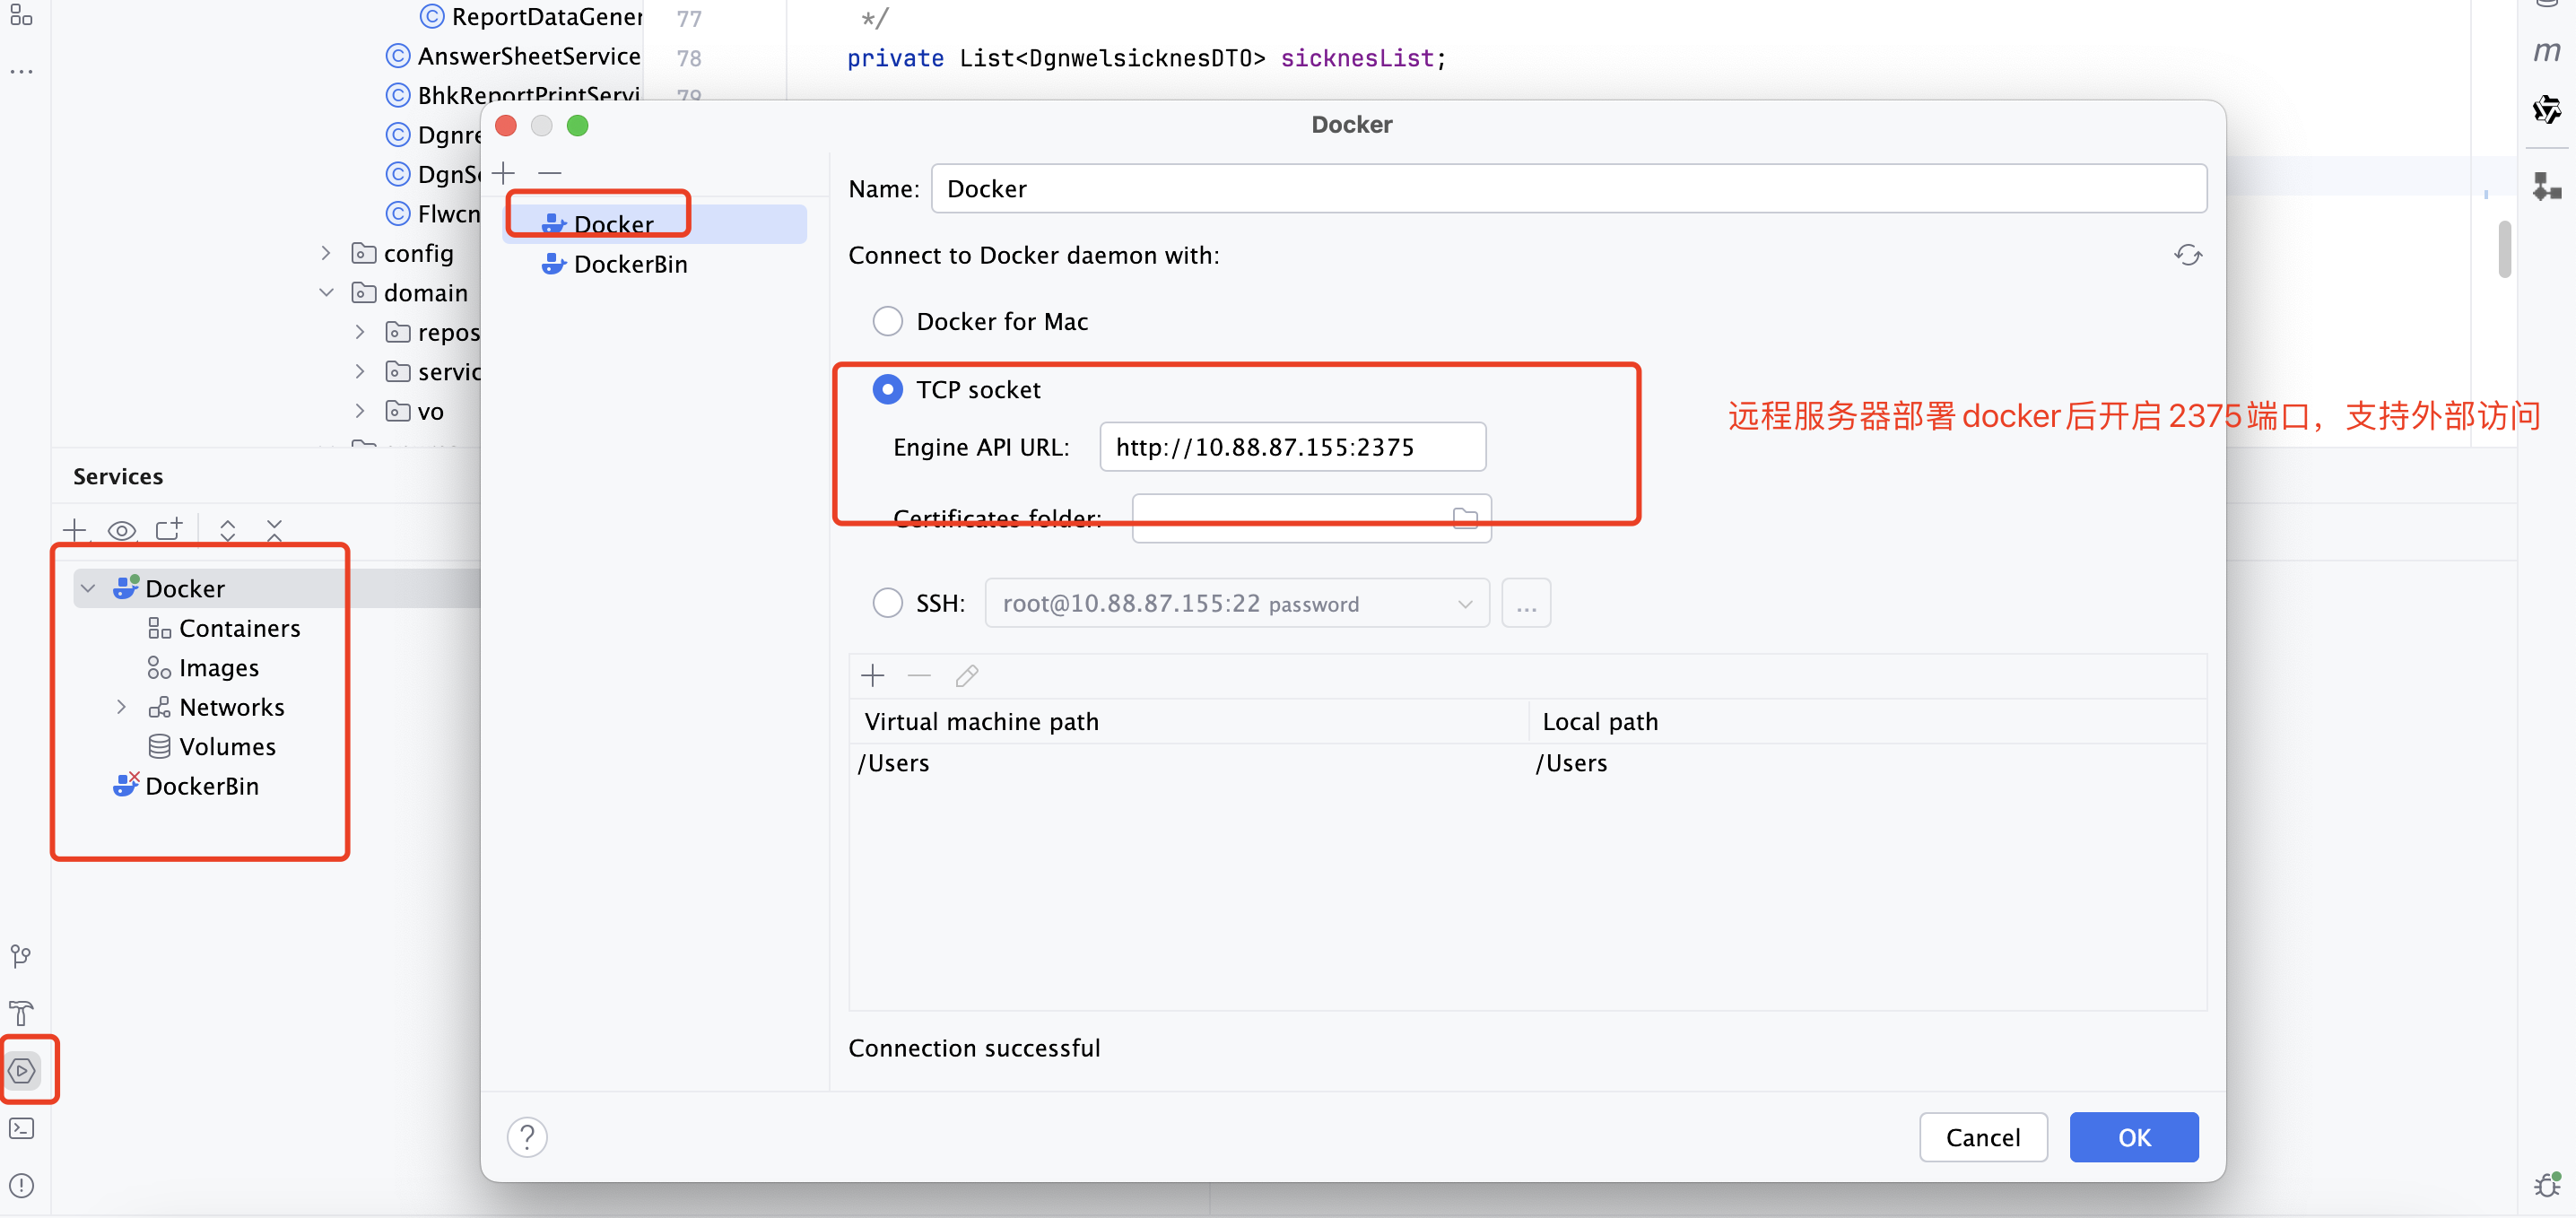 ReportDataGener
AnswerSheetService
BhkReportPrintServi
Dgnre
DgnSe
Flwcn
config
domain
repos
servic
vo
77
78
79
*/
private List<DgnwelsicknesDTO> sicknesList;
m
Services
Docker
Containers
Images
Networks
Volumes
DockerBin
Docker
Docker
DockerBin
Name: Docker
Connect to Docker daemon with:
Docker for Mac
TCP socket
Engine API URL: http://10.88.87.155:2375
Certificates folder:
SSH: root@10.88.87.155:22 password
...
远程服务器部署docker后开启2375端口，支持外部访问
Virtual machine path Local path
/Users /Users
Connection successful
?
Cancel OK